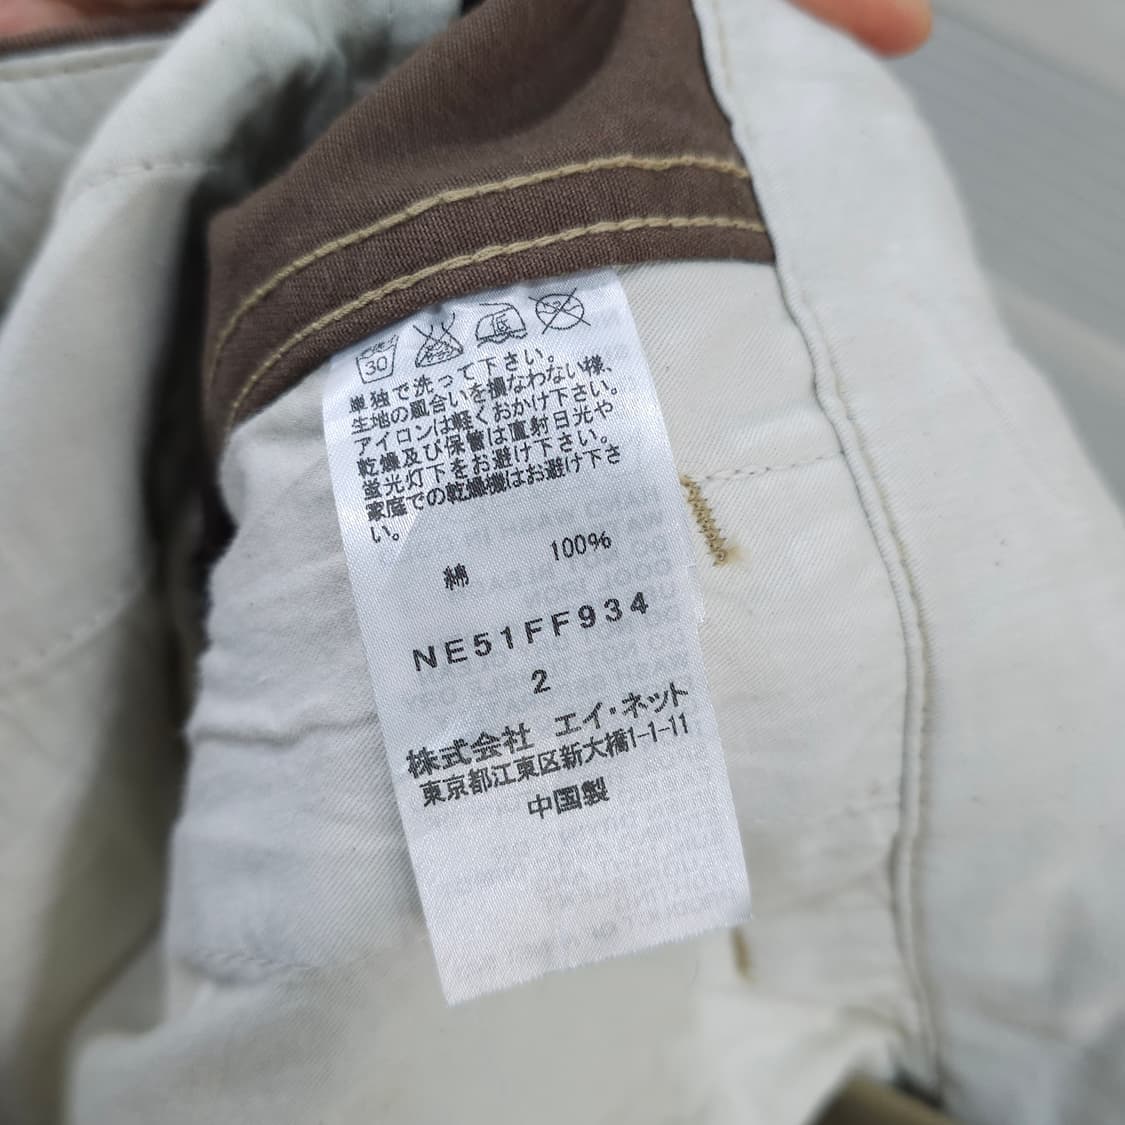 30
低
単独で洗って下さい。
生地の風合いを損なわない様、
アイロンは軽くおかけ下さい。
乾燥及び保管は直射日光や
蛍光灯下をお避け下さい。
家庭での乾燥機はお避け下さ
い。
綿 100%
NE51FF934
2
株式会社 エイ・ネット
東京都江東区新大橋1-1-11
中国製